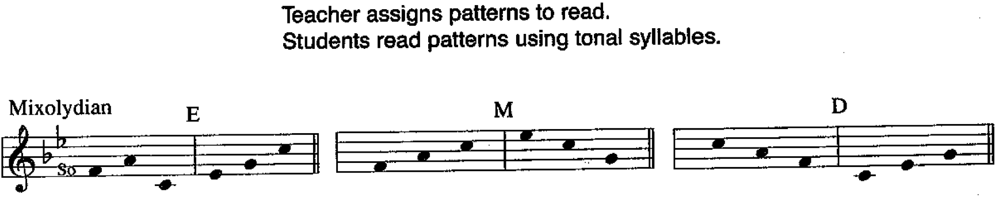 Teacher assigns patterns to read.
Students read patterns using tonal syllables.
Mixolydian E M D
So